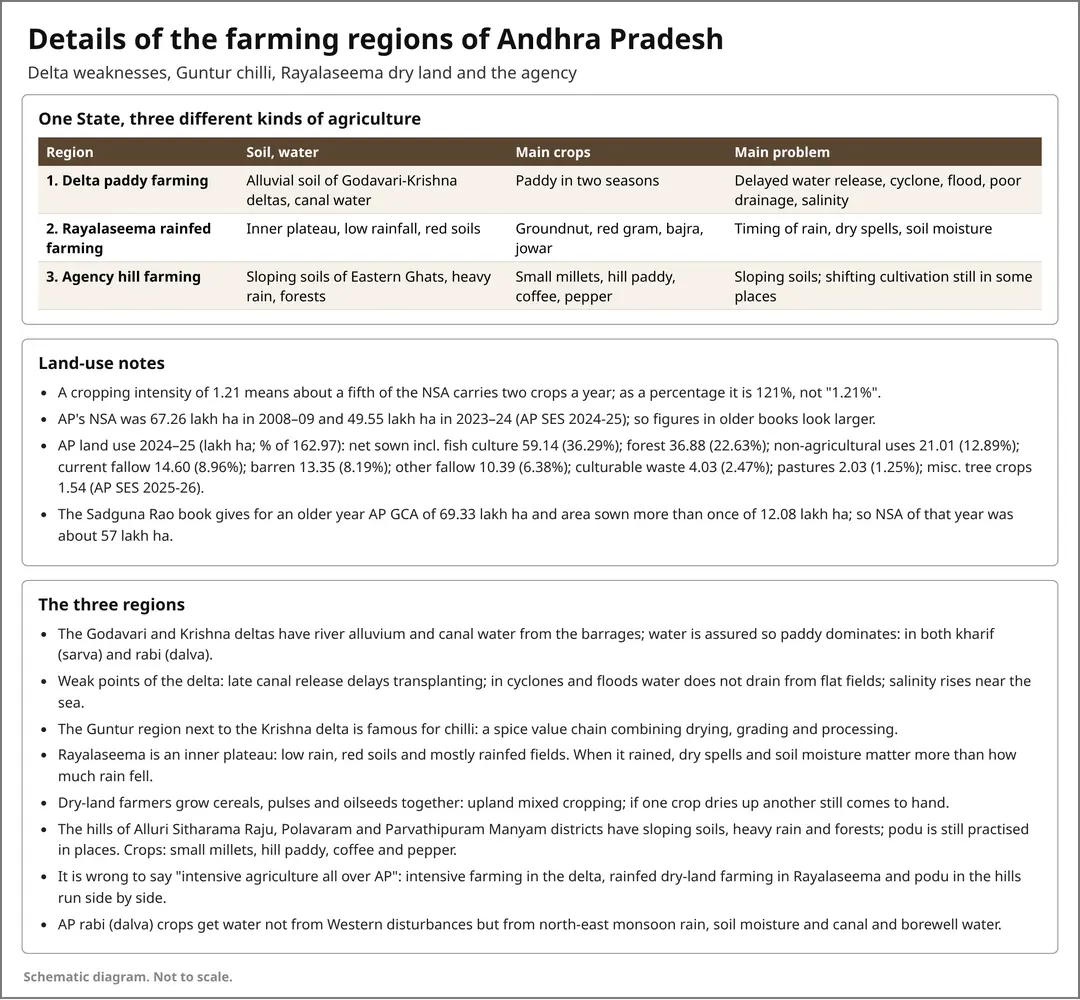 Details of the farming regions of Andhra Pradesh
Delta weaknesses, Guntur chilli, Rayalaseema dry land and the agency
One State, three different kinds of agriculture
Region Soil, water Main crops Main problem
1. Delta paddy farming Alluvial soil of Godavari-Krishna deltas, canal water Paddy in two seasons Delayed water release, cyclone, flood, poor drainage, salinity
2. Rayalaseema rainfed farming Inner plateau, low rainfall, red soils Groundnut, red gram, bajra, jowar Timing of rain, dry spells, soil moisture
3. Agency hill farming Sloping soils of Eastern Ghats, heavy rain, forests Small millets, hill paddy, coffee, pepper Sloping soils; shifting cultivation still in some places
Land-use notes
• A cropping intensity of 1.21 means about a fifth of the NSA carries two crops a year; as a percentage it is 121%, not "1.21%".
• AP's NSA was 67.26 lakh ha in 2008–09 and 49.55 lakh ha in 2023–24 (AP SES 2024-25); so figures in older books look larger.
• AP land use 2024–25 (lakh ha; % of 162.97): net sown incl. fish culture 59.14 (36.29%); forest 36.88 (22.63%); non-agricultural uses 21.01 (12.89%);
current fallow 14.60 (8.96%); barren 13.35 (8.19%); other fallow 10.39 (6.38%); culturable waste 4.03 (2.47%); pastures 2.03 (1.25%); misc. tree crops
1.54 (AP SES 2025-26).
• The Sadguna Rao book gives for an older year AP GCA of 69.33 lakh ha and area sown more than once of 12.08 lakh ha; so NSA of that year was
about 57 lakh ha.
The three regions
• The Godavari and Krishna deltas have river alluvium and canal water from the barrages; water is assured so paddy dominates: in both kharif
(sarva) and rabi (dalva).
• Weak points of the delta: late canal release delays transplanting; in cyclones and floods water does not drain from flat fields; salinity rises near the
sea.
• The Guntur region next to the Krishna delta is famous for chilli: a spice value chain combining drying, grading and processing.
• Rayalaseema is an inner plateau: low rain, red soils and mostly rainfed fields. When it rained, dry spells and soil moisture matter more than how
much rain fell.
• Dry-land farmers grow cereals, pulses and oilseeds together: upland mixed cropping; if one crop dries up another still comes to hand.
• The hills of Alluri Sitharama Raju, Polavaram and Parvathipuram Manyam districts have sloping soils, heavy rain and forests; podu is still practised
in places. Crops: small millets, hill paddy, coffee and pepper.
• It is wrong to say "intensive agriculture all over AP": intensive farming in the delta, rainfed dry-land farming in Rayalaseema and podu in the hills
run side by side.
• AP rabi (dalva) crops get water not from Western disturbances but from north-east monsoon rain, soil moisture and canal and borewell water.
Schematic diagram. Not to scale.